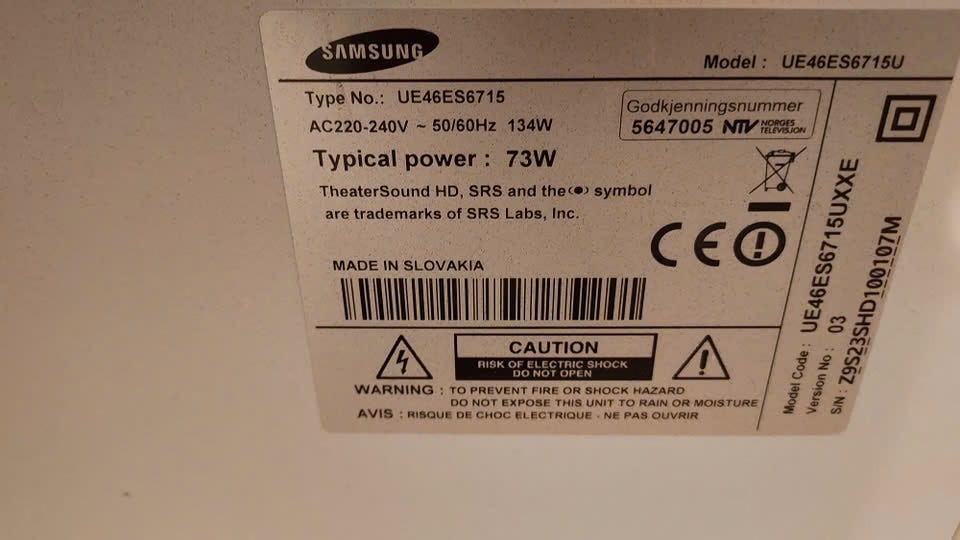 SAMSUNG
Model : UE46ES6715U
Type No.: UE46ES6715
AC220-240V ~ 50/60Hz 134W
Typical power : 73W
TheaterSound HD, SRS and the symbol
are trademarks of SRS Labs, Inc.
Godkjenningsnummer
5647005 NTV NORGES
TELEVISJON
MADE IN SLOVAKIA
CE
CAUTION
RISK OF ELECTRIC SHOCK
DO NOT OPEN
WARNING : TO PREVENT FIRE OR SHOCK HAZARD
DO NOT EXPOSE THIS UNIT TO RAIN OR MOISTURE
AVIS : RISQUE DE CHOC ELECTRIQUE - NE PAS OUVRIR
Model Code : UE46ES6715UXXE
Version No : 03
S/N : Z9S23SHD100107M